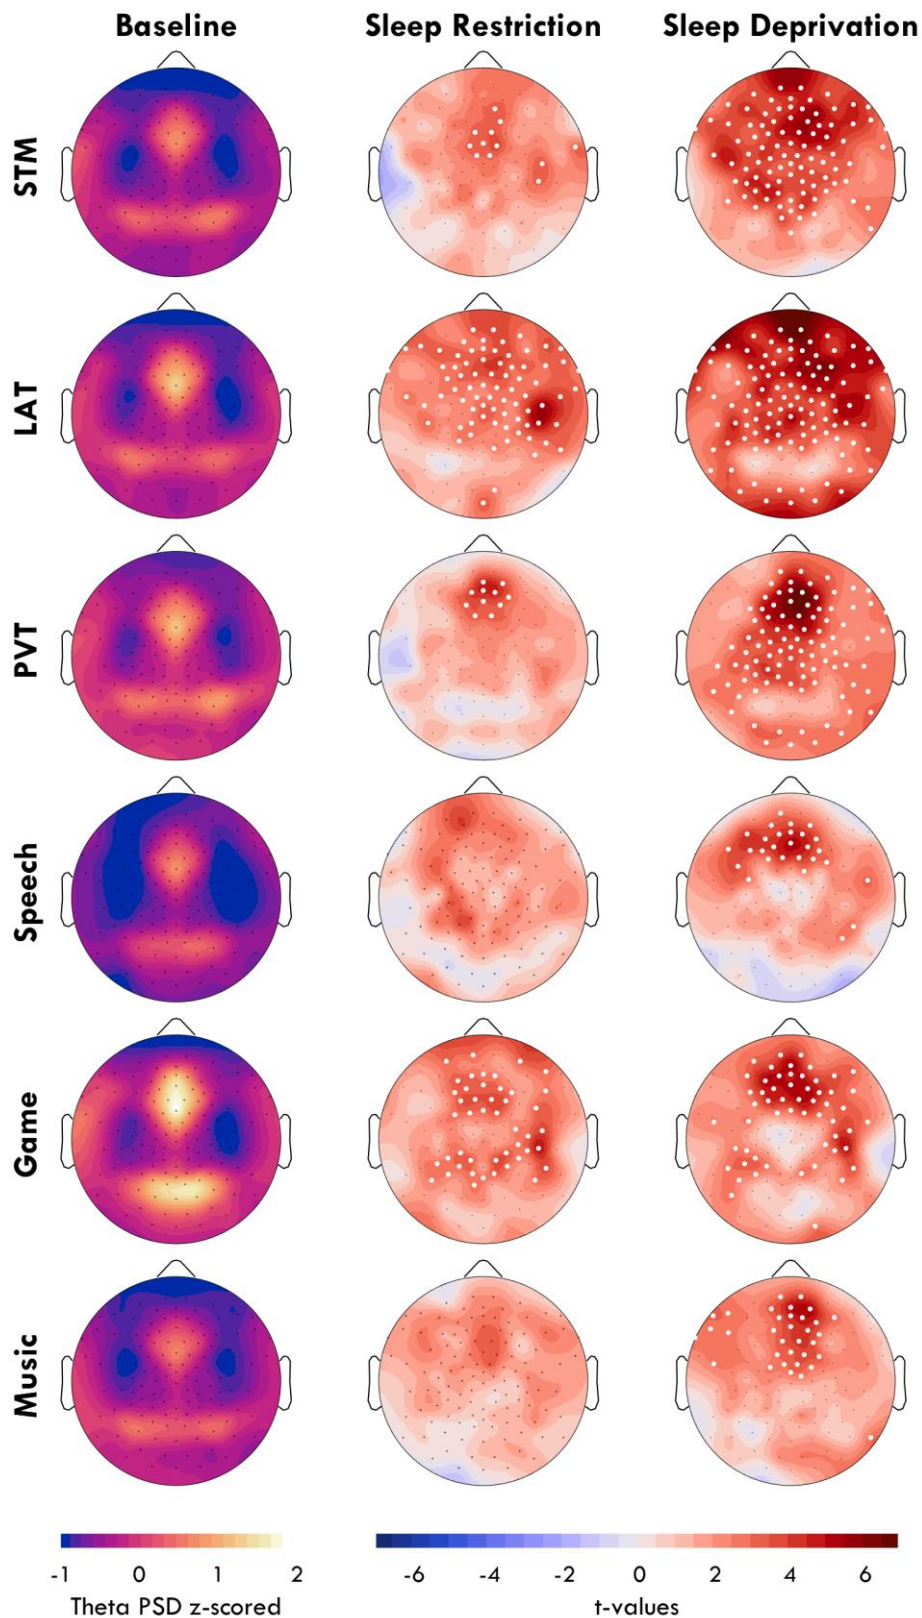 Baseline Sleep Restriction Sleep Deprivation
STM
LAT
PVT
Speech
Game
Music
-1 0 1 2 -6 -4 -2 0 2 4 6
Theta PSD z-scored t-values